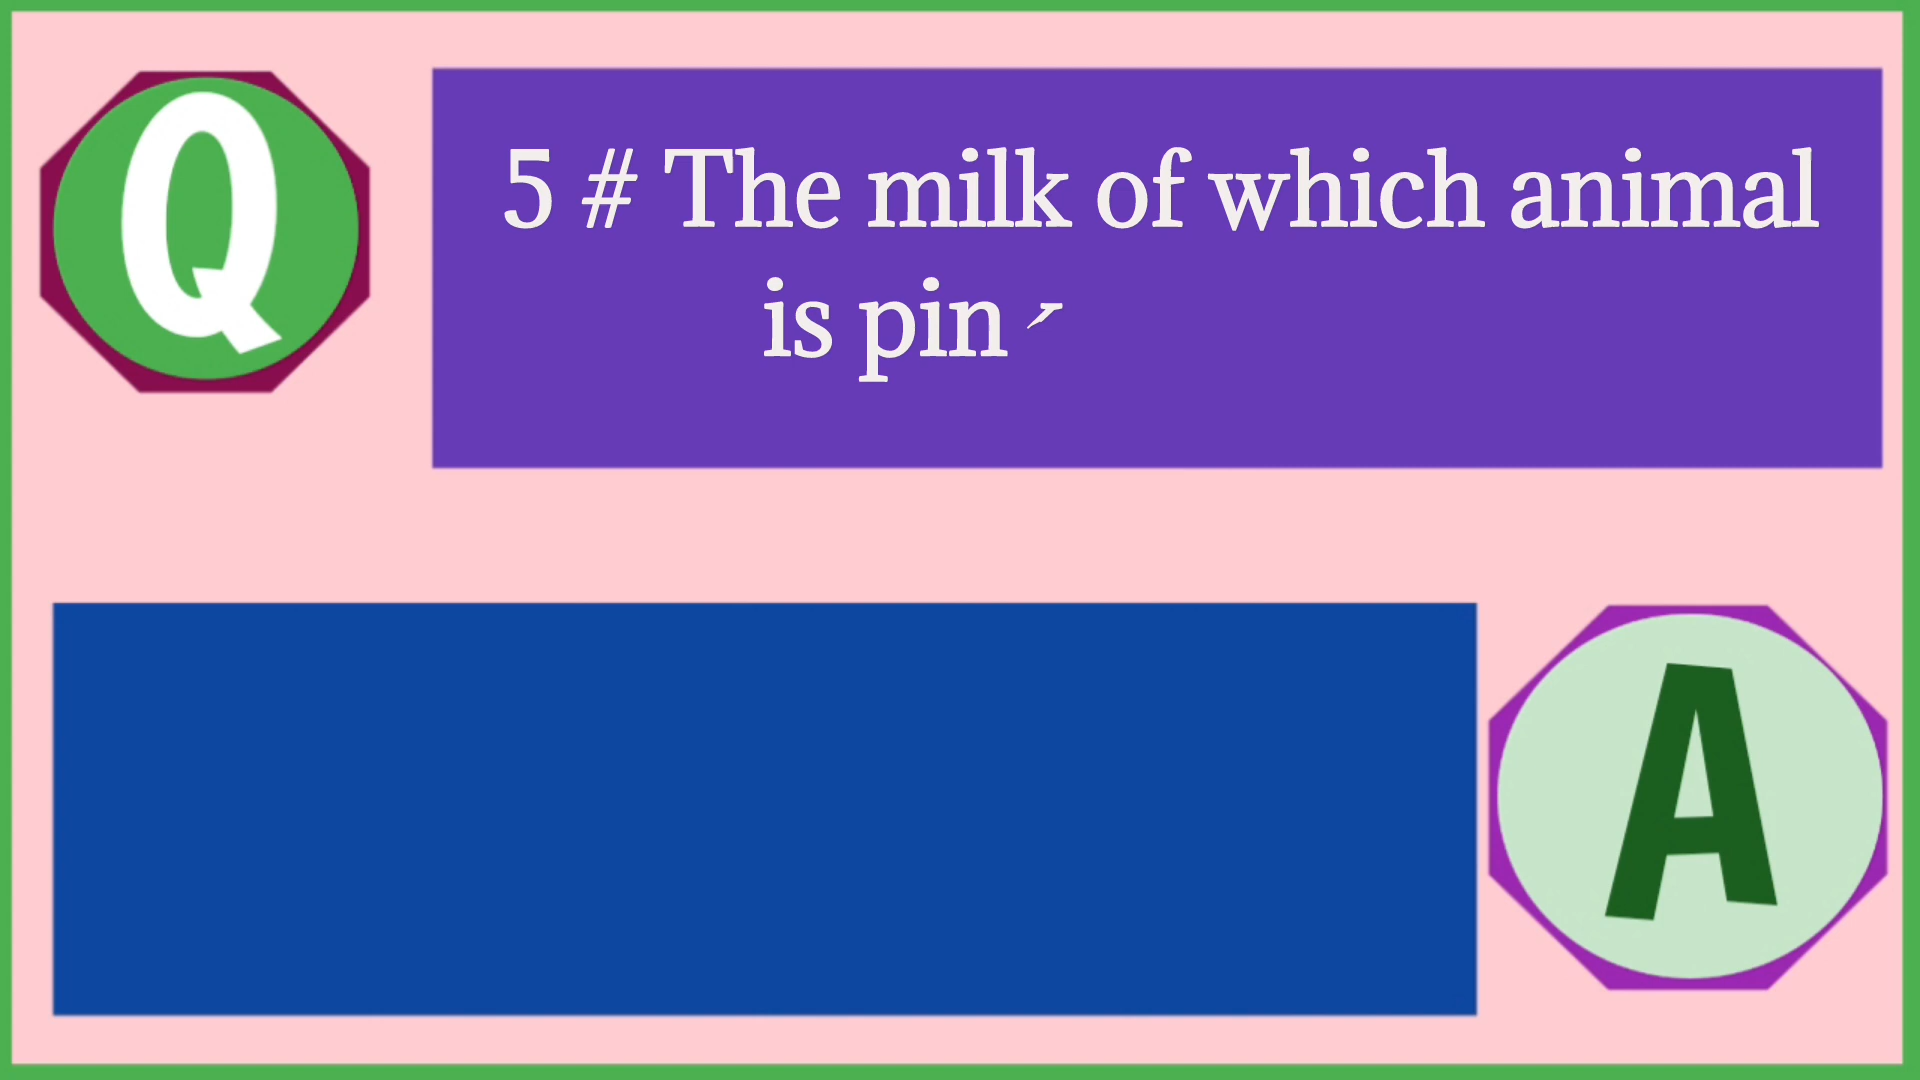 Q
5 # The milk of which animal
is pin
A